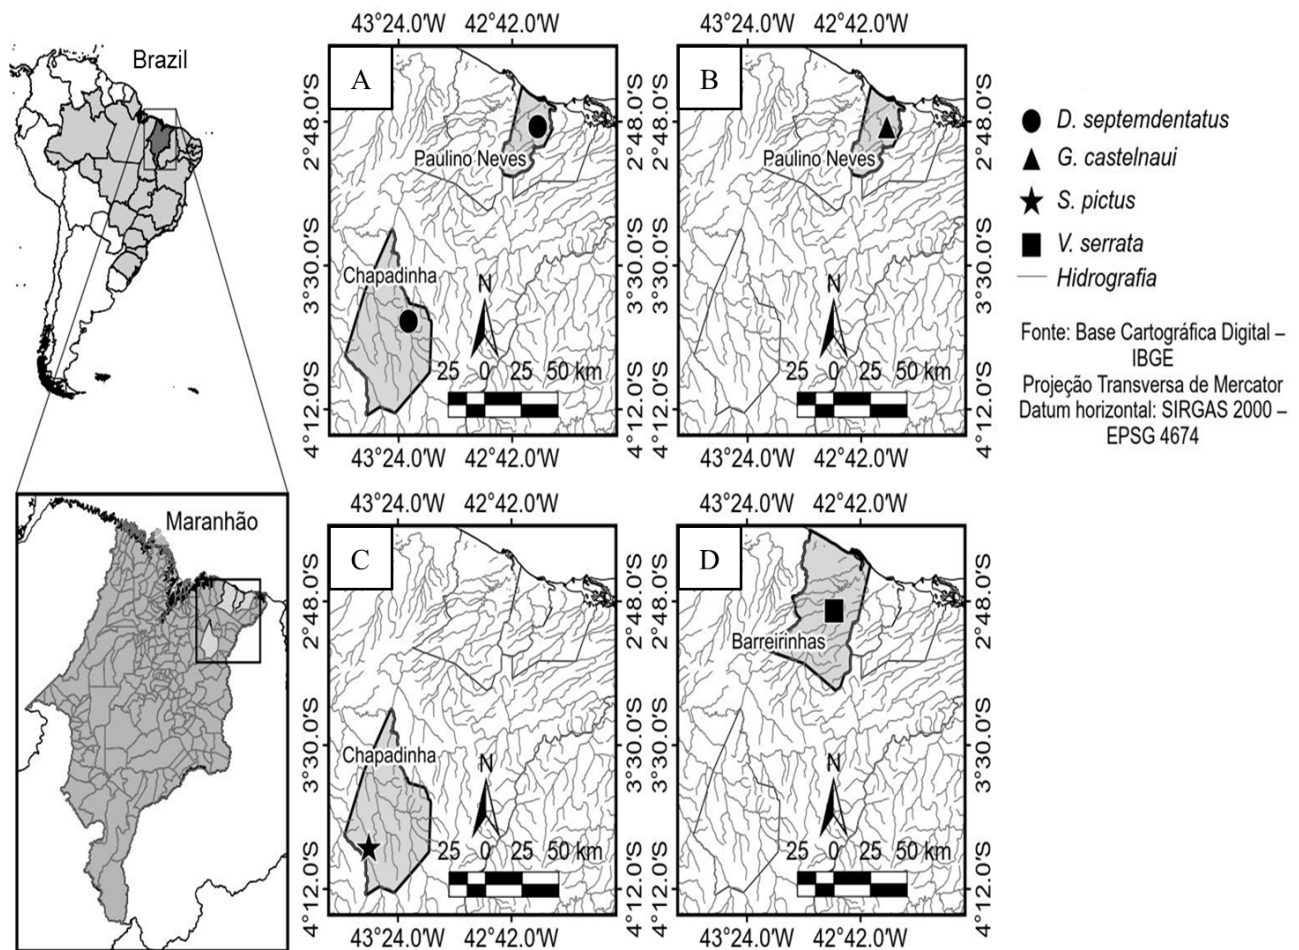 Brazil
Maranhão
43°24.0'W 42°42.0'W
A
2°48.0'S
Paulino Neves
3°30.0'S
Chapadinha
N
25 0 25 50 km
4°12.0'S
43°24.0'W 42°42.0'W
43°24.0'W 42°42.0'W
B
2°48.0'S
Paulino Neves
3°30.0'S
N
25 0 25 50 km
4°12.0'S
43°24.0'W 42°42.0'W
D. septemdentatus
G. castelnaui
S. pictus
V. serrata
Hidrografia
Fonte: Base Cartográfica Digital –
IBGE
Projeção Transversa de Mercator
Datum horizontal: SIRGAS 2000 –
EPSG 4674
43°24.0'W 42°42.0'W
C
2°48.0'S
3°30.0'S
Chapadinha
N
25 0 25 50 km
4°12.0'S
43°24.0'W 42°42.0'W
43°24.0'W 42°42.0'W
D
2°48.0'S
Barreirinhas
3°30.0'S
N
25 0 25 50 km
4°12.0'S
43°24.0'W 42°42.0'W